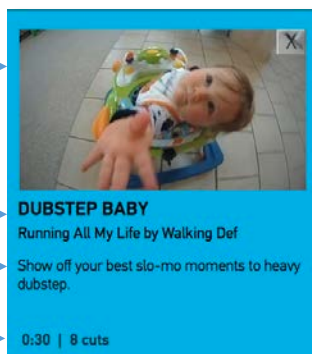 X
DUBSTEP BABY
Running All My Life by Walking Def
Show off your best slo-mo moments to heavy
dubstep.
0:30 | 8 cuts